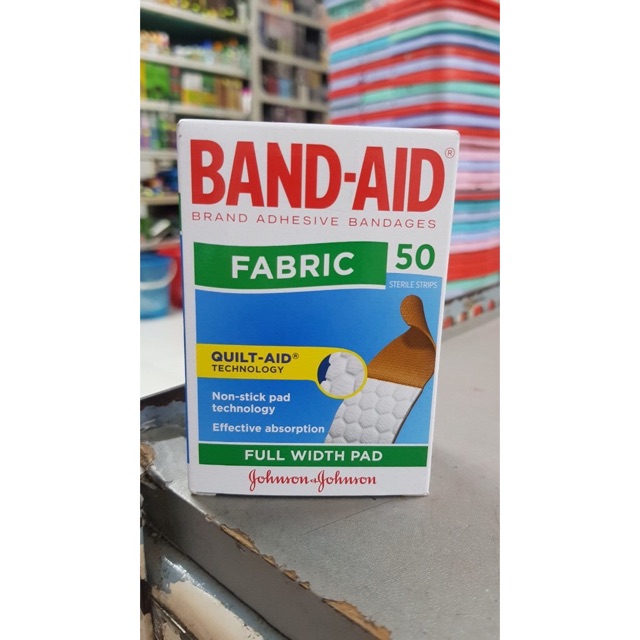 BAND-AID®
BRAND ADHESIVE BANDAGES
FABRIC
50
STERILE STRIPS
QUILT-AID®
TECHNOLOGY
Non-stick pad
technology
Effective absorption
FULL WIDTH PAD
Johnson & Johnson